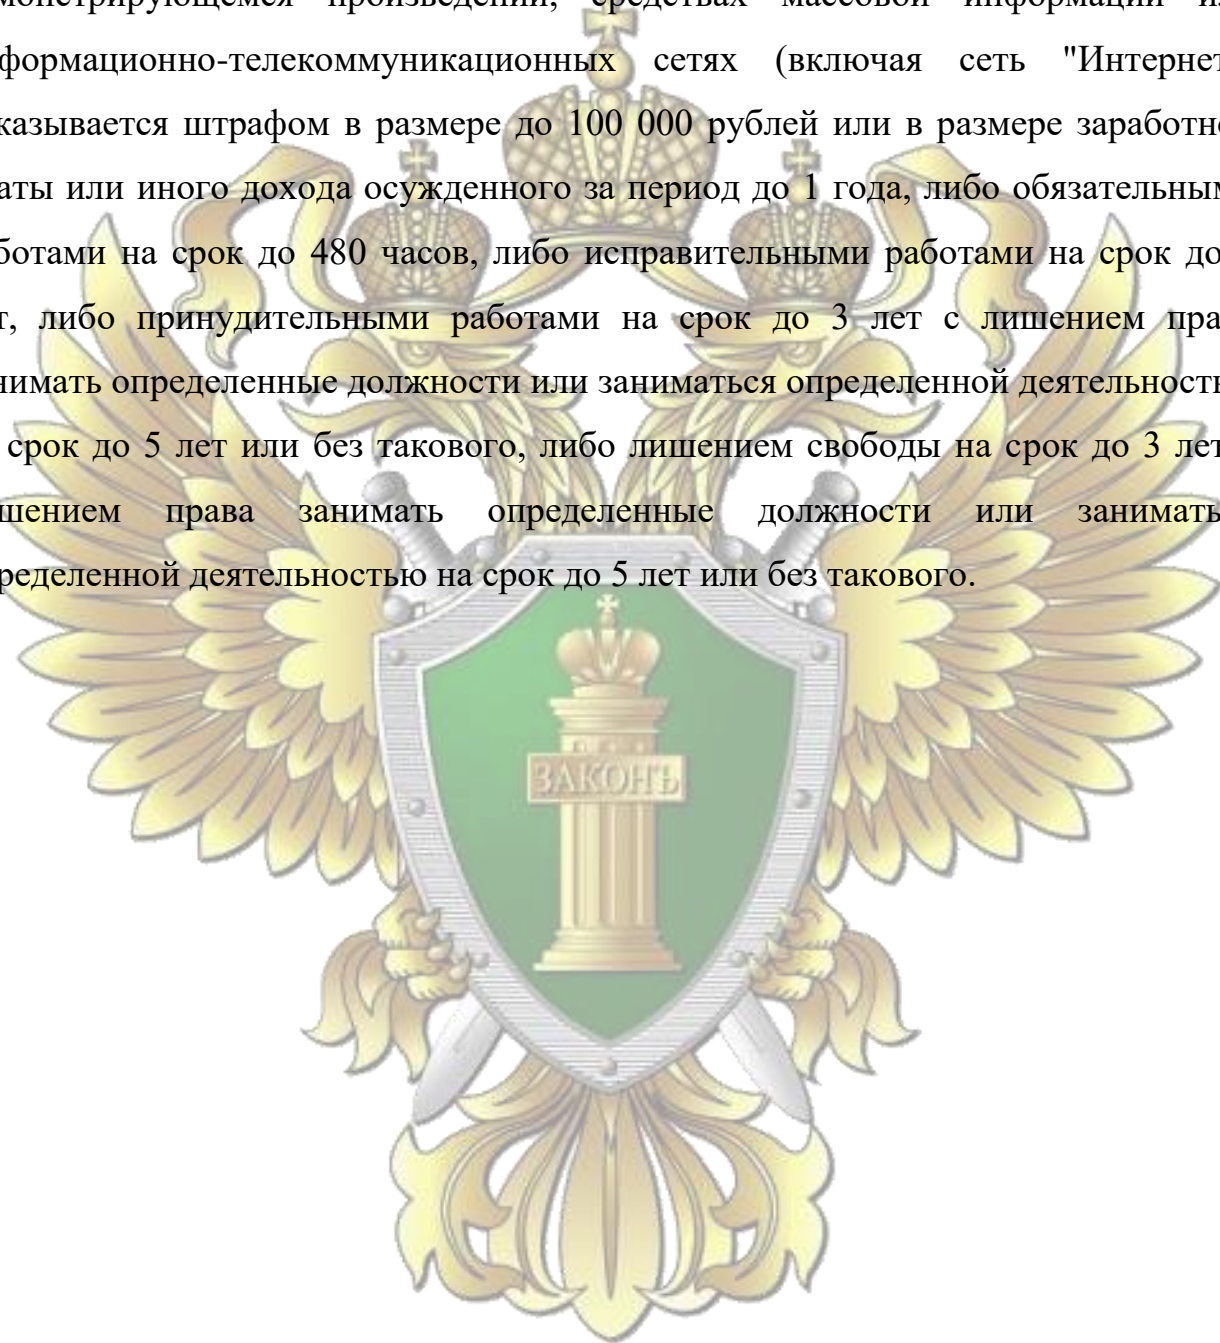 монстрирующемся произведении, средствах массовой информации и
формационно-телекоммуникационных сетях (включая сеть "Интернет
казывается штрафом в размере до 100 000 рублей или в размере заработно
аты или иного дохода осужденного за период до 1 года, либо обязательным
ботами на срок до 480 часов, либо исправительными работами на срок до
т, либо принудительными работами на срок до 3 лет с лишением пра
нимать определенные должности или заниматься определенной деятельность
срок до 5 лет или без такового, либо лишением свободы на срок до 3 лет
шением права занимать определенные должности или занимать
ределенной деятельностью на срок до 5 лет или без такового.
ЗАКОНЪ